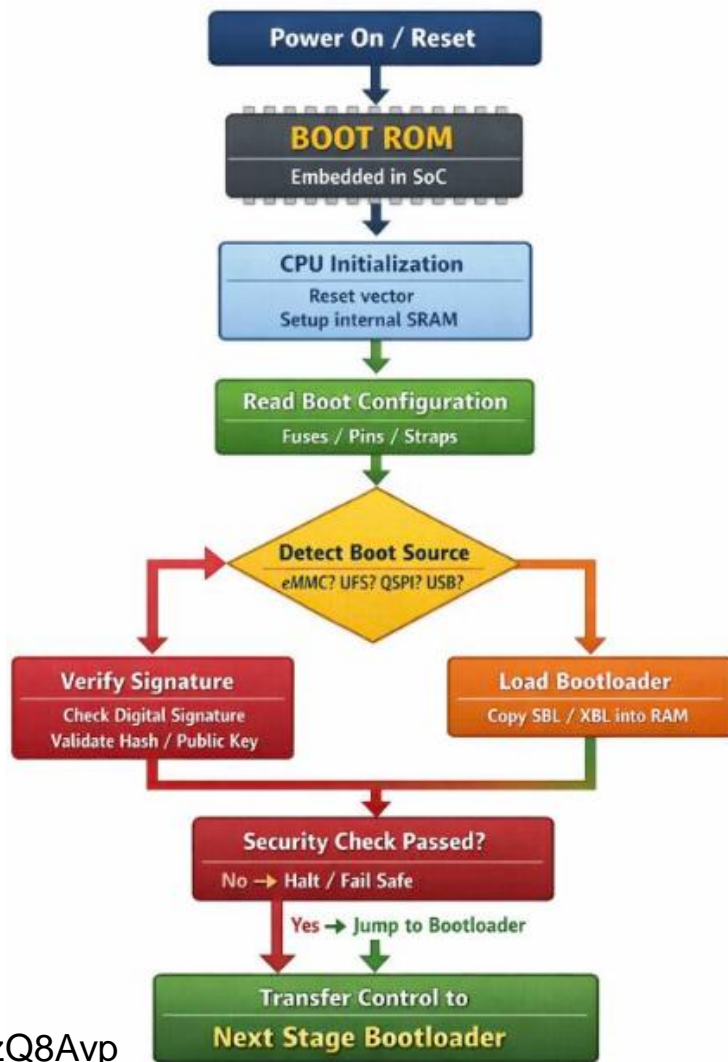 Power On / Reset
BOOT ROM
Embedded in SoC
CPU Initialization
Reset vector
Setup internal SRAM
Read Boot Configuration
Fuses / Pins / Straps
Detect Boot Source
eMMC? UFS? QSPI? USB?
Verify Signature
Check Digital Signature
Validate Hash / Public Key
Load Bootloader
Copy SBL / XBL into RAM
Security Check Passed?
No → Halt / Fail Safe
Yes → Jump to Bootloader
Transfer Control to
Next Stage Bootloader